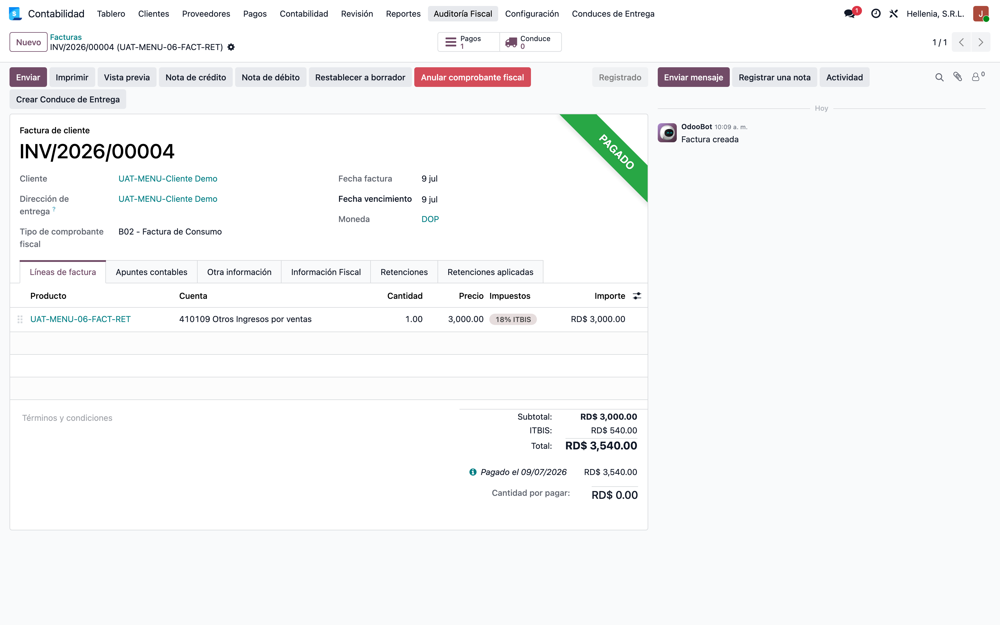 Contabilidad Tablero Clientes Proveedores Pagos Contabilidad Revisión Reportes Auditoría Fiscal Configuración Conduces de Entrega 1 Hellenia, S.R.L. J
Nuevo
Facturas
INV/2026/00004 (UAT-MENU-06-FACT-RET)
Pagos
1
Conduce
0
1 / 1
Enviar Imprimir Vista previa Nota de crédito Nota de débito Restablecer a borrador Anular comprobante fiscal Registrado
Crear Conduce de Entrega
Enviar mensaje Registrar una nota Actividad 0
Hoy
OdooBot 10:09 a. m.
Factura creada
PAGADO
Factura de cliente
INV/2026/00004
Cliente UAT-MENU-Cliente Demo
Dirección de
entrega ?
UAT-MENU-Cliente Demo
Tipo de comprobante
fiscal
B02 - Factura de Consumo
Fecha factura 9 jul
Fecha vencimiento 9 jul
Moneda DOP
Líneas de factura Apuntes contables Otra información Información Fiscal Retenciones Retenciones aplicadas
Producto Cuenta Cantidad Precio Impuestos Importe
UAT-MENU-06-FACT-RET 410109 Otros Ingresos por ventas 1.00 3,000.00 18% ITBIS RD$ 3,000.00
Términos y condiciones
Subtotal: RD$ 3,000.00
ITBIS: RD$ 540.00
Total: RD$ 3,540.00
Pagado el 09/07/2026 RD$ 3,540.00
Cantidad por pagar: RD$ 0.00